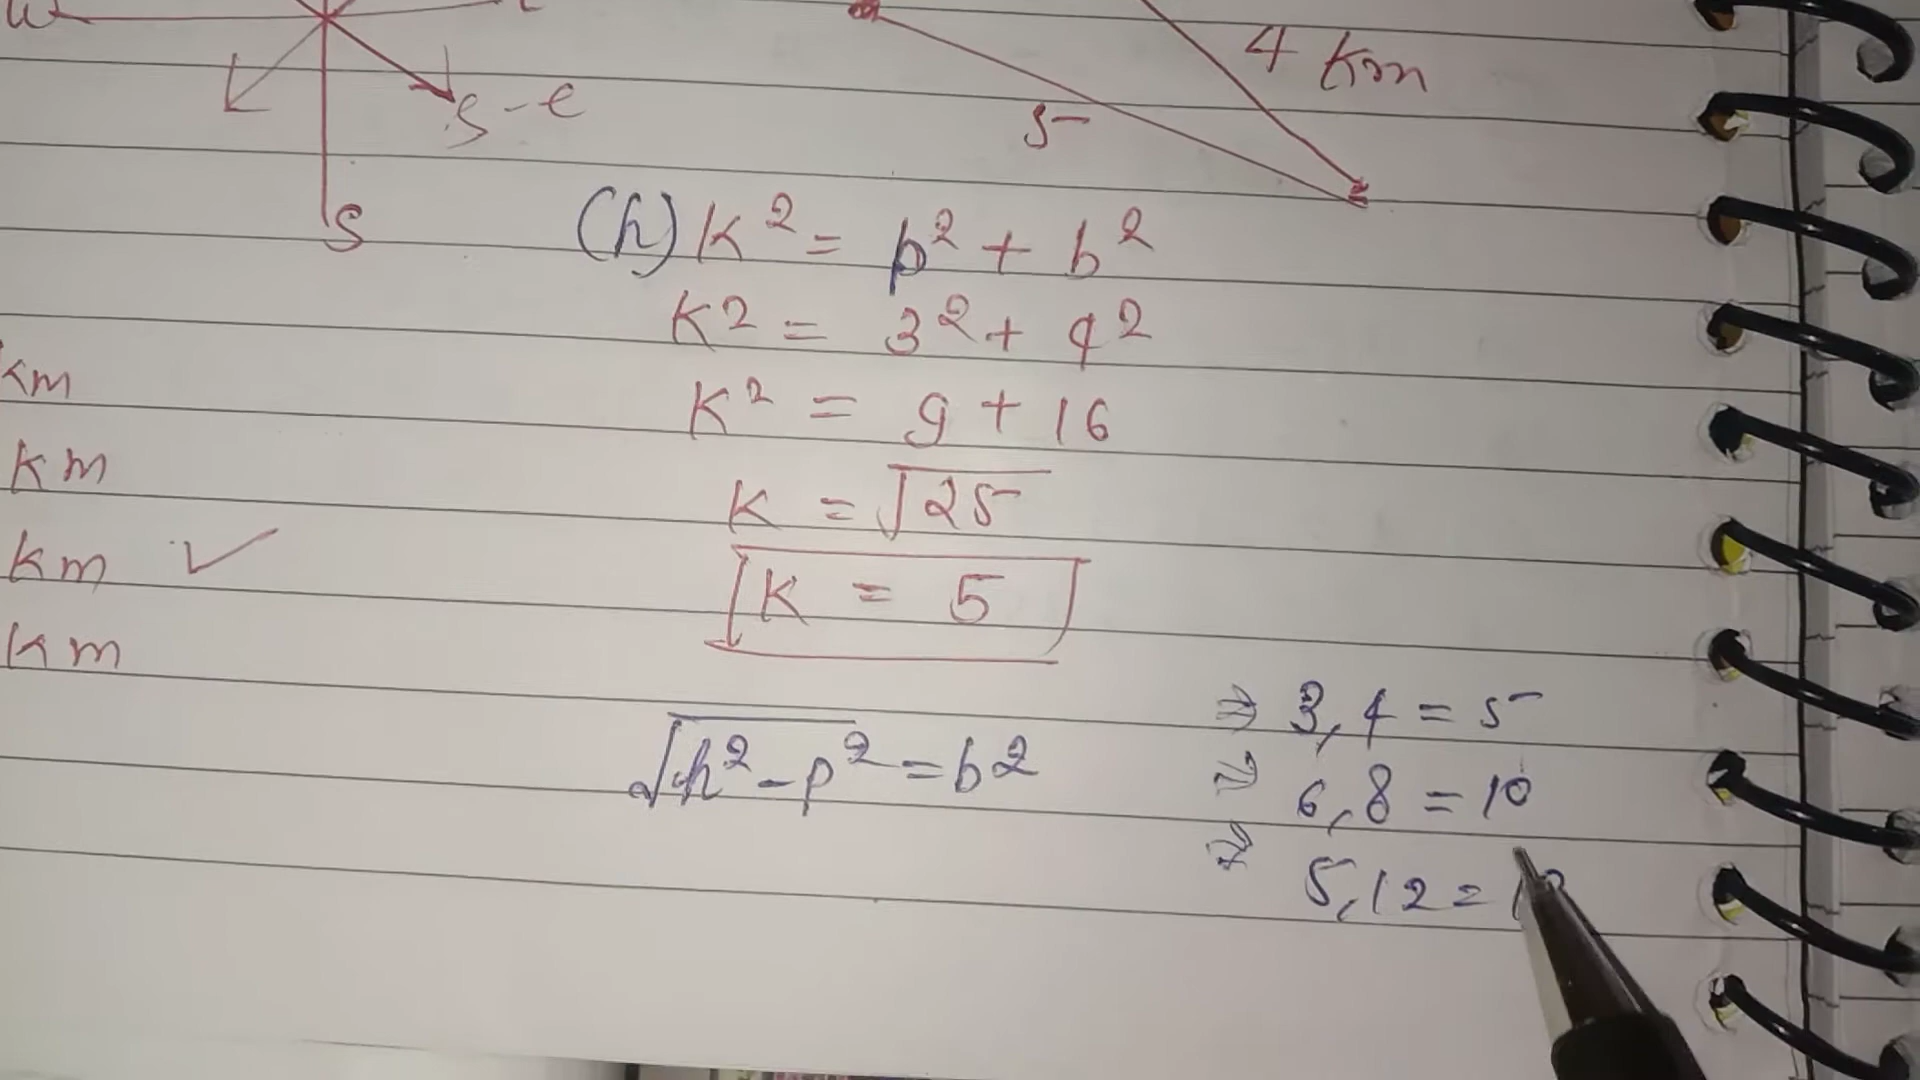 W
4 Km
S-e
5
S
(h) K² = p² + b²
K² = 3² + 4²
Km
K² = 9 + 16
Km
K = √25
Km ✓
K = 5
Km
⇒ 3, 4 = 5
√h² - p² = b²
⇒ 6, 8 = 10
⇒ 5, 12 =